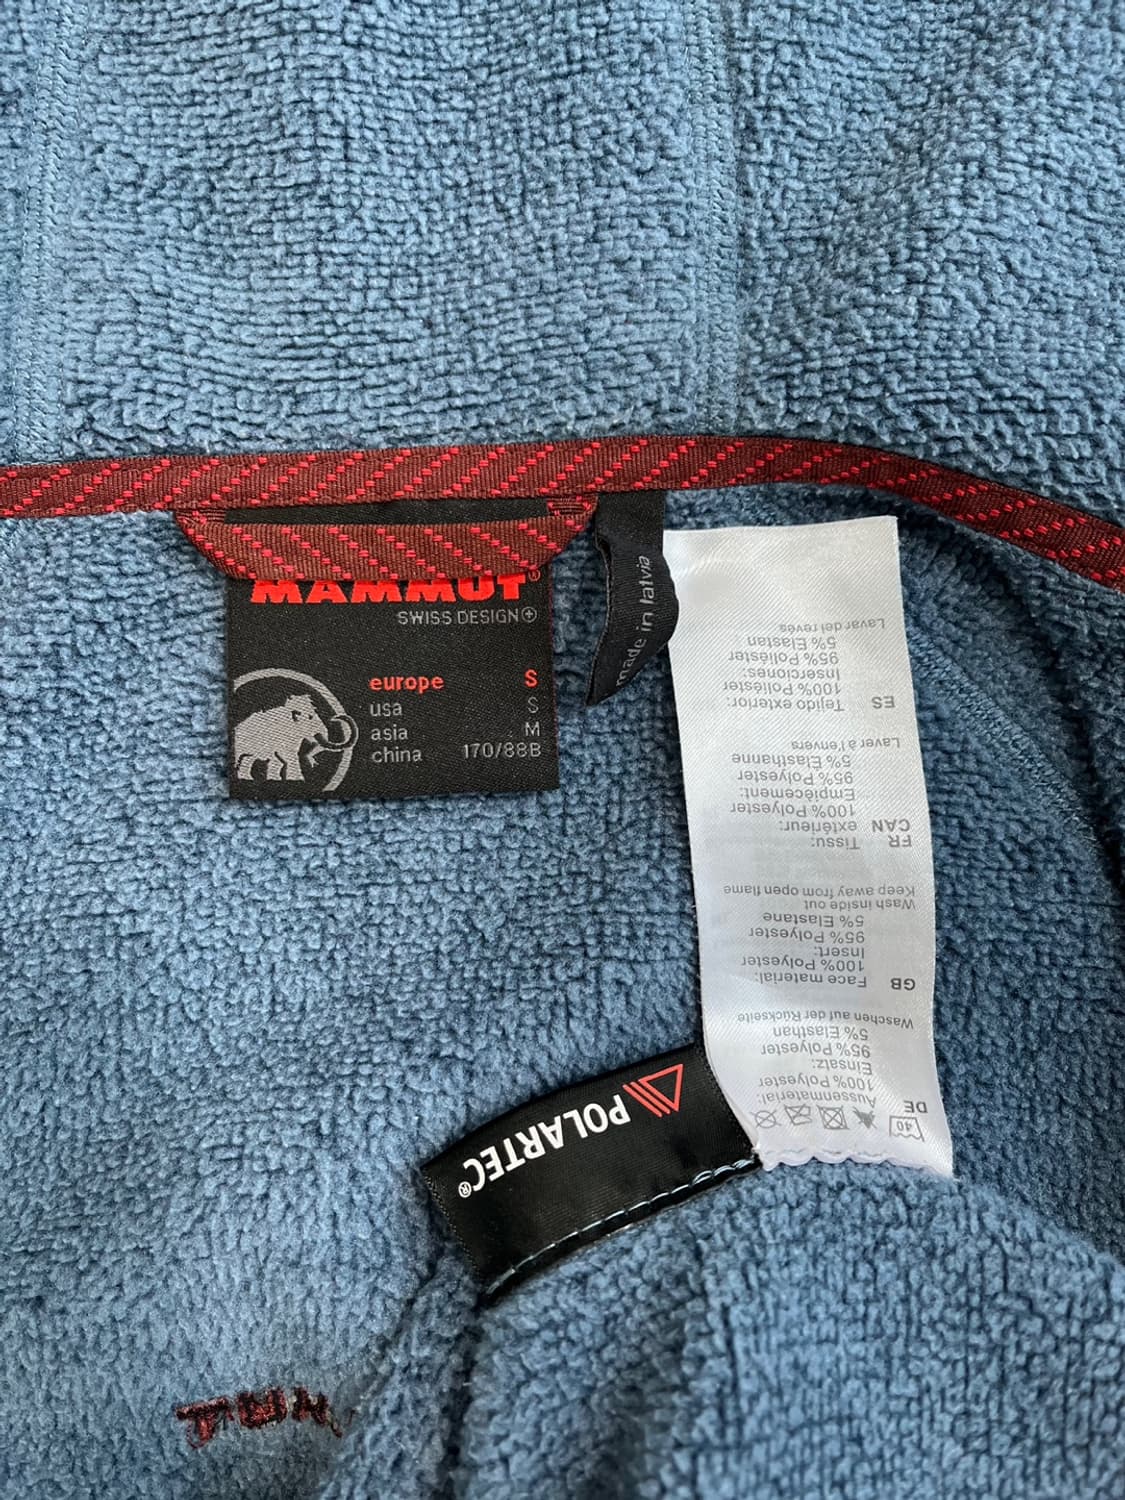 MAMMUT®
SWISS DESIGN
europe S
usa S
asia M
china 170/88B
made in latvia
40
DE Aussenmaterial:
100% Polyester
Einsatz:
95% Polyester
5% Elasthan
Waschen auf der Rückseite
GB Face material:
100% Polyester
Insert:
95% Polyester
5% Elastane
Wash inside out
Keep away from open flame
FR Tissu:
CAN extérieur:
100% Polyester
Empiècement:
95% Polyester
5% Elasthanne
Laver à l'envers
ES Tejido exterior:
100% Poliéster
Inserciones:
95% Poliéster
5% Elastan
Lavar del revés
POLARTEC®